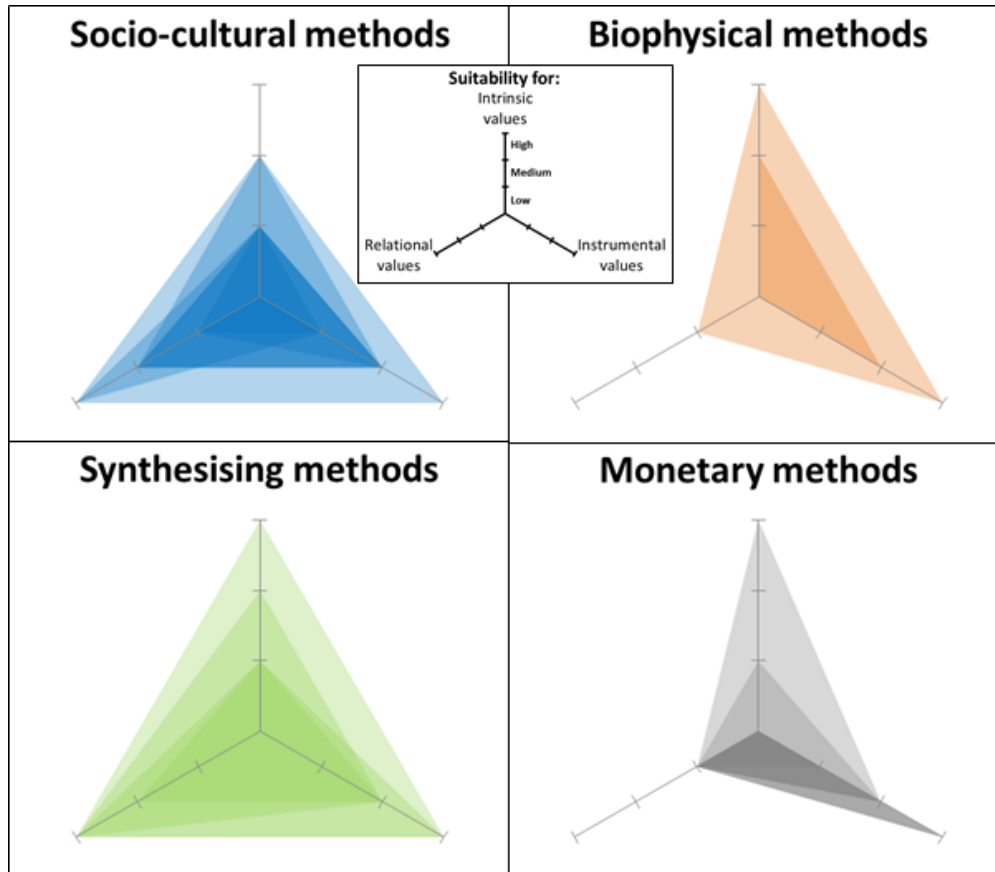 Socio-cultural methods
Biophysical methods
Suitability for:
Intrinsic
values
High
Medium
Low
Relational
values
Instrumental
values
Synthesising methods
Monetary methods